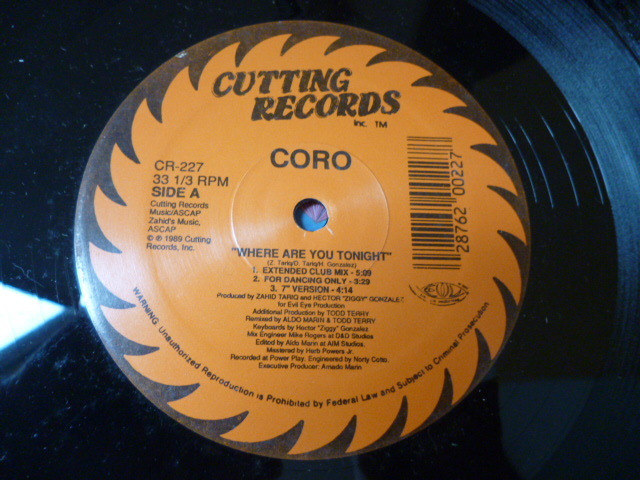 CUTTING
RECORDS
Inc. TM
CORO
CR-227
33 1/3 RPM
SIDE A
Cutting Records
Music/ASCAP
Zahid's Music,
ASCAP
© ℗ 1989 Cutting
Records, Inc.
28762 00227
"WHERE ARE YOU TONIGHT"
(Z. Tariq/D. Tariq/H. Gonzalez)
1. EXTENDED CLUB MIX - 5:09
2. FOR DANCING ONLY - 3:29
3. 7" VERSION - 4:14
Produced by ZAHID TARIQ and HECTOR "ZIGGY" GONZALEZ
for Evil Eye Production
Additional Production by TODD TERRY
Remixed by ALDO MARIN & TODD TERRY
Keyboards by Hector "Ziggy" Gonzalez
Mix Engineer Mike Rogers at D&D Studios
Edited by Aldo Marin at AIM Studios.
Mastered by Herb Powers Jr.
Recorded at Power Play. Engineered by Norty Cotto.
Executive Producer: Amado Marin
WARNING: Unauthorized Reproduction is Prohibited by Federal Law and Subject to Criminal Prosecution